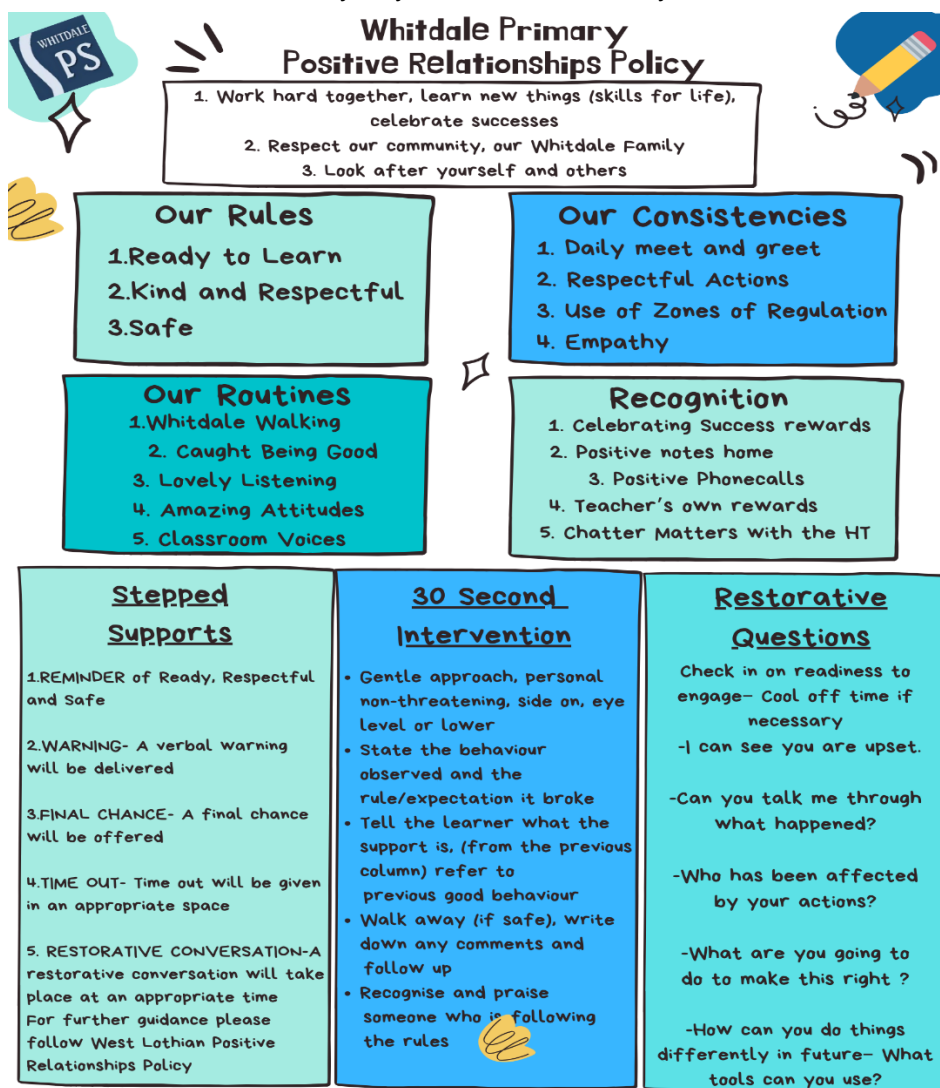 WHITDALE
PS
Whitdale Primary
Positive Relationships Policy
1. Work hard together, learn new things (skills for life),
celebrate successes
2. Respect our community, our Whitdale Family
3. Look after yourself and others
Our Rules
1.Ready to Learn
2.Kind and Respectful
3.Safe
Our Consistencies
1. Daily meet and greet
2. Respectful Actions
3. Use of Zones of Regulation
4. Empathy
Our Routines
1.Whitdale Walking
2. Caught Being Good
3. Lovely Listening
4. Amazing Attitudes
5. Classroom Voices
Recognition
1. Celebrating Success rewards
2. Positive notes home
3. Positive Phonecalls
4. Teacher's own rewards
5. Chatter Matters with the HT
Stepped
Supports
1.REMINDER of Ready, Respectful
and Safe
2.WARNING- A verbal warning
will be delivered
3.FINAL CHANCE- A final chance
will be offered
4.TIME OUT- Time out will be given
in an appropriate space
5. RESTORATIVE CONVERSATION-A
restorative conversation will take
place at an appropriate time
For further guidance please
follow West Lothian Positive
Relationships Policy
30 Second
Intervention
• Gentle approach, personal
non-threatening, side on, eye
level or lower
• State the behaviour
observed and the
rule/expectation it broke
• Tell the learner what the
support is, (from the previous
column) refer to
previous good behaviour
• Walk away (if safe), write
down any comments and
follow up
• Recognise and praise
someone who is following
the rules
Restorative
Questions
Check in on readiness to
engage– Cool off time if
necessary
-I can see you are upset.
-Can you talk me through
what happened?
-Who has been affected
by your actions?
-What are you going to
do to make this right ?
-How can you do things
differently in future– What
tools can you use?